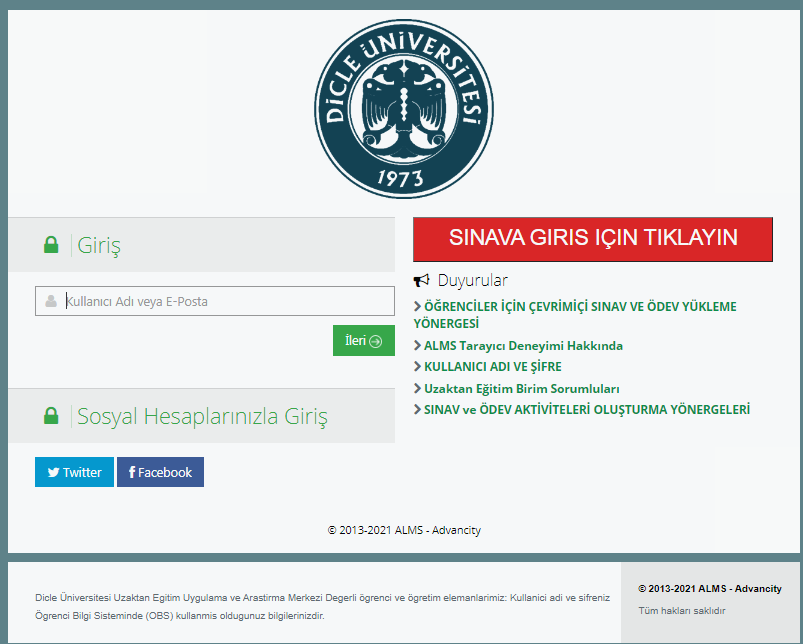 DİCLE ÜNİVERSİTESİ
1973
Giriş
Kullanıcı Adı veya E-Posta
İleri
Sosyal Hesaplarınızla Giriş
Twitter
Facebook
SINAVA GIRIS IÇIN TIKLAYIN
Duyurular
ÖĞRENCİLER İÇİN ÇEVRİMİÇİ SINAV VE ÖDEV YÜKLEME
YÖNERGESİ
ALMS Tarayıcı Deneyimi Hakkında
KULLANICI ADI VE ŞİFRE
Uzaktan Eğitim Birim Sorumluları
SINAV ve ÖDEV AKTİVİTELERİ OLUŞTURMA YÖNERGELERİ
© 2013-2021 ALMS - Advancity
Dicle Üniversitesi Uzaktan Egitim Uygulama ve Arastirma Merkezi Degerli ögrenci ve ögretim elemanlarimiz: Kullanici adi ve sifreniz
Ögrenci Bilgi Sisteminde (OBS) kullanmis oldugunuz bilgilerinizdir.
© 2013-2021 ALMS - Advancity
Tüm hakları saklıdır